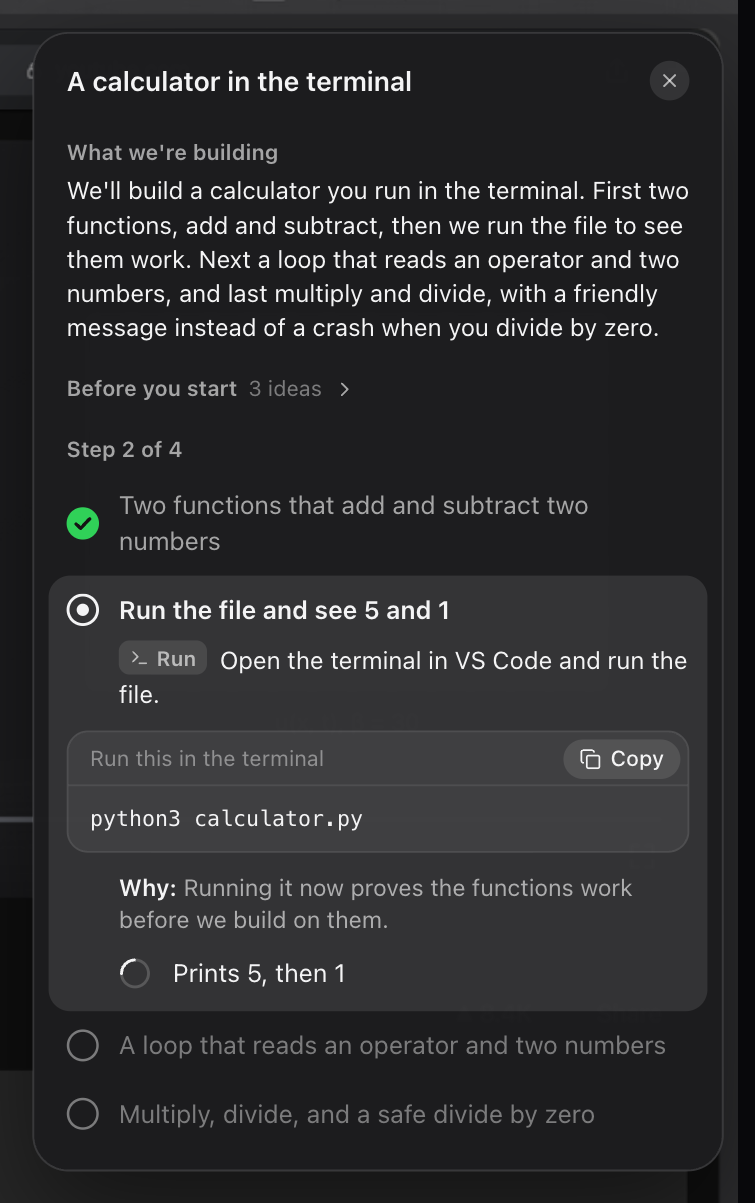 A calculator in the terminal
What we're building
We'll build a calculator you run in the terminal. First two
functions, add and subtract, then we run the file to see
them work. Next a loop that reads an operator and two
numbers, and last multiply and divide, with a friendly
message instead of a crash when you divide by zero.
Before you start 3 ideas >
Step 2 of 4
Two functions that add and subtract two
numbers
Run the file and see 5 and 1
>_ Run Open the terminal in VS Code and run the
file.
Run this in the terminal Copy
python3 calculator.py
Why: Running it now proves the functions work
before we build on them.
Prints 5, then 1
A loop that reads an operator and two numbers
Multiply, divide, and a safe divide by zero